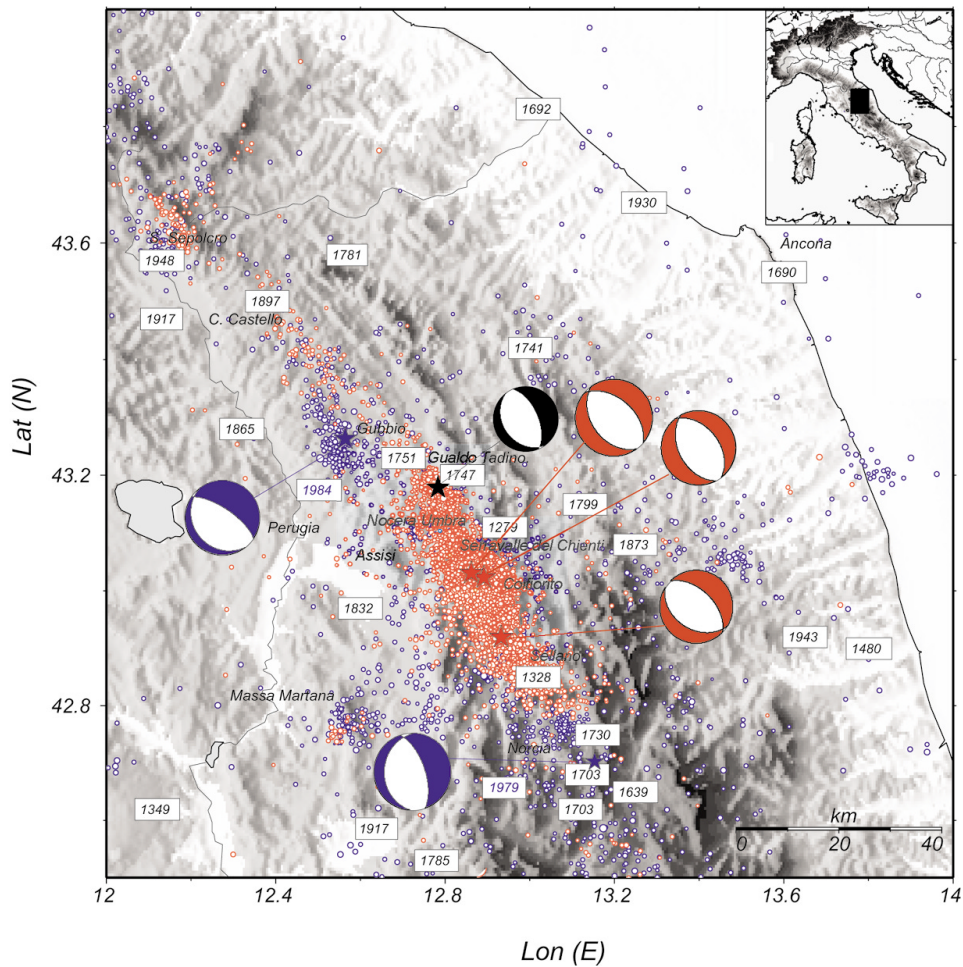 1692
1930
43.6
S. Sepolcro
Ancona
1948
1781
1690
1897
1917
C. Castello
1741
Lat (N)
1865
Gubbio
1751
Gualdo Tadino
1747
43.2
1984
1799
Perugia
Nocera Umbra
1279
Serravalle del Chienti
1873
Assisi
Colfiorito
1832
1943
1480
Sellano
1328
Massa Martana
42.8
1730
Norcia
1703
1979
1639
1349
1703
1917
1785
km
0 20 40
12 12.4 12.8 13.2 13.6 14
Lon (E)